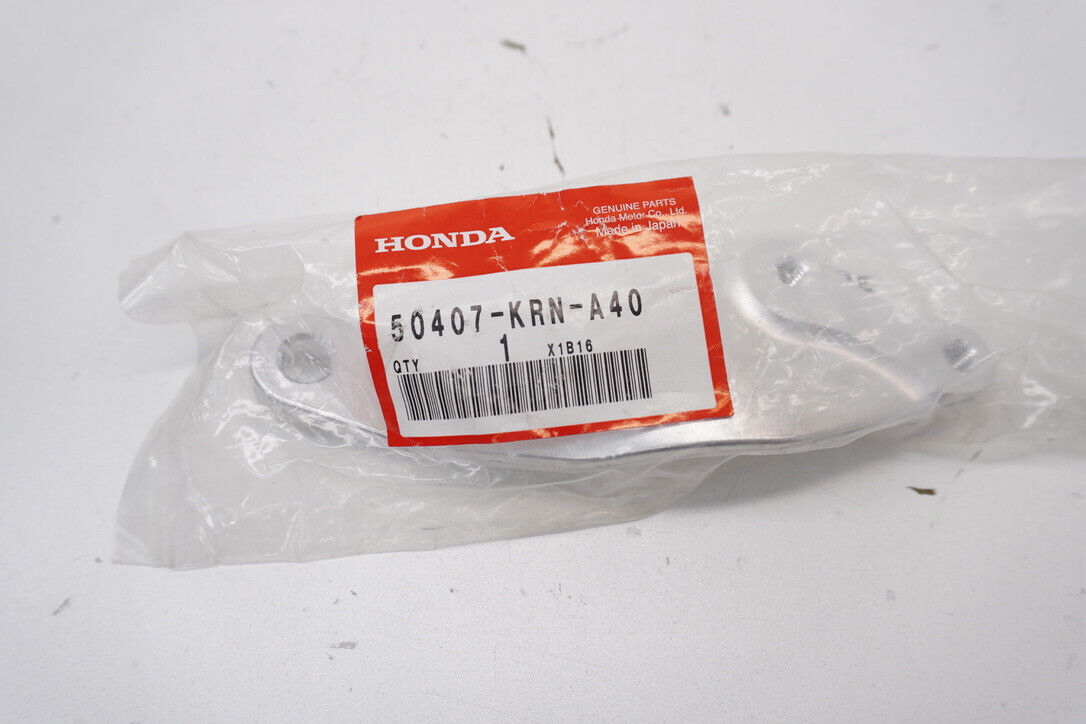 GENUINE PARTS
Honda Motor Co., Ltd.
Made in Japan
HONDA
50407-KRN-A40
QTY 1 X1B16